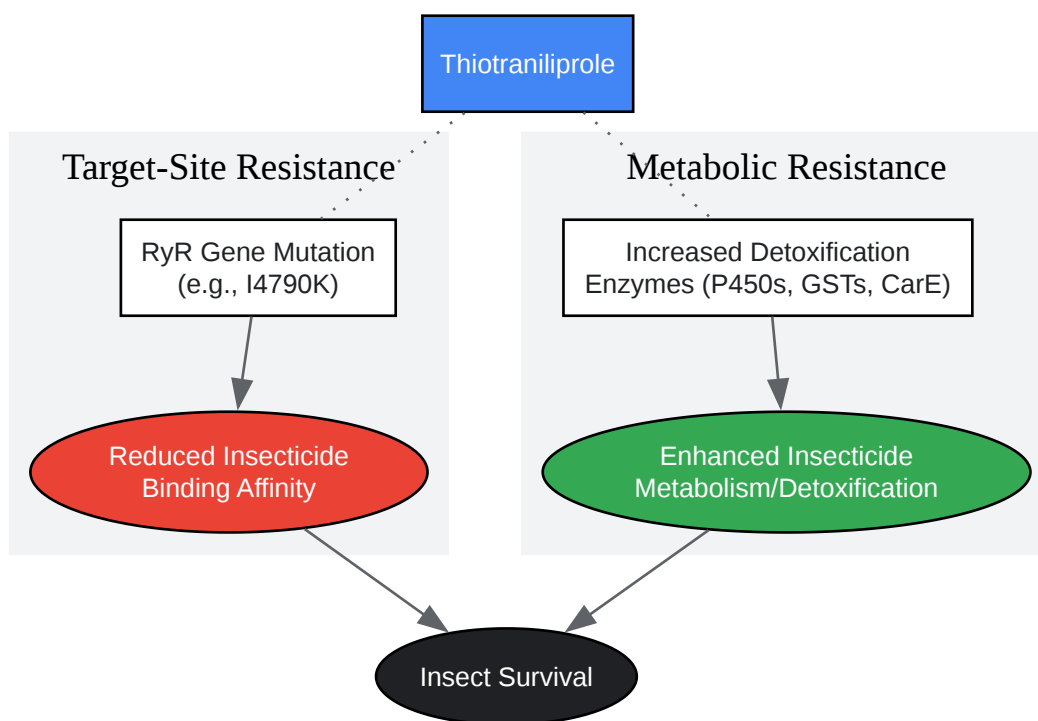 Thiotraniliprole
Target-Site Resistance
RyR Gene Mutation
(e.g., I4790K)
Reduced Insecticide
Binding Affinity
Metabolic Resistance
Increased Detoxification
Enzymes (P450s, GSTs, CarE)
Enhanced Insecticide
Metabolism/Detoxification
Insect Survival